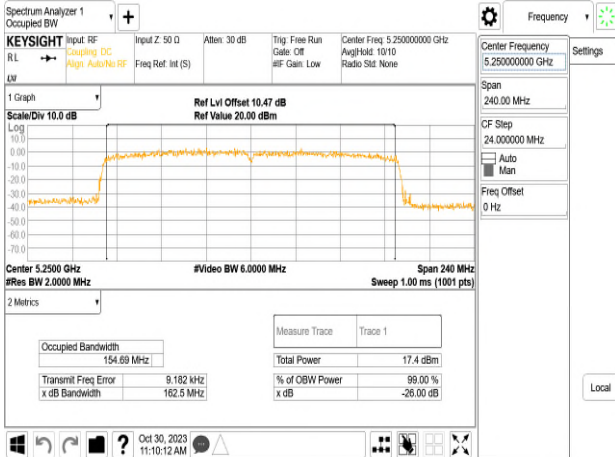 Spectrum Analyzer 1
Occupied BW
Frequency
KEYSIGHT
RL
Input: RF
Coupling: DC
Align: Auto/No RF
Input Z: 50 Ω
Freq Ref: Int (S)
Atten: 30 dB
Trig: Free Run
Gate: Off
#IF Gain: Low
Center Freq: 5.250000000 GHz
Avg|Hold: 10/10
Radio Std: None
Center Frequency
5.250000000 GHz
Settings
Span
240.00 MHz
CF Step
24.000000 MHz
Auto
Man
Freq Offset
0 Hz
Local
1 Graph
Scale/Div 10.0 dB
Ref Lvl Offset 10.47 dB
Ref Value 20.00 dBm
Log
10.0
0.00
-10.0
-20.0
-30.0
-40.0
-50.0
-60.0
-70.0
Center 5.2500 GHz
#Video BW 6.0000 MHz
Span 240 MHz
#Res BW 2.0000 MHz
Sweep 1.00 ms (1001 pts)
2 Metrics
Measure Trace
Trace 1
Occupied Bandwidth
154.69 MHz
Total Power
17.4 dBm
Transmit Freq Error
9.182 kHz
% of OBW Power
99.00 %
x dB Bandwidth
162.5 MHz
x dB
-26.00 dB
?
Oct 30, 2023
11:10:12 AM